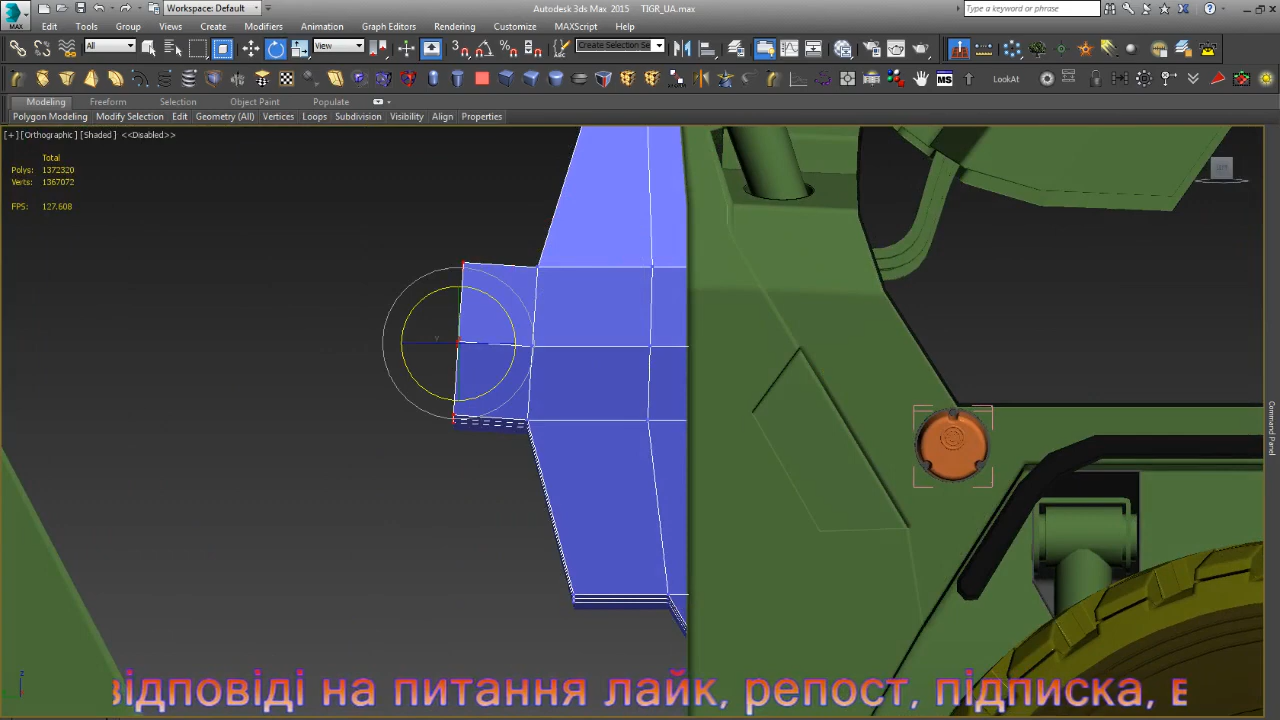 Autodesk 3ds Max 2015    TIGR_UA.max
Workspace: Default
Type a keyword or phrase
MAX
Edit Tools Group Views Create Modifiers Animation Graph Editors Rendering Customize MAXScript Help
All
View
Create Selection Se
MS
LookAt
Modeling Freeform Selection Object Paint Populate
Polygon Modeling Modify Selection Edit Geometry (All) Vertices Loops Subdivision Visibility Align Properties
[+] [Orthographic] [Shaded] <<Disabled>>
Total
Polys: 1372320
Verts: 1367072
FPS: 127.608
Y
Command Panel
z
відповіді на питання лайк, репост, підписка, в